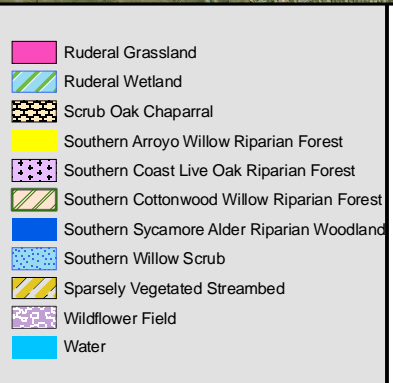 Ruderal Grassland
Ruderal Wetland
Scrub Oak Chaparral
Southern Arroyo Willow Riparian Forest
Southern Coast Live Oak Riparian Forest
Southern Cottonwood Willow Riparian Forest
Southern Sycamore Alder Riparian Woodland
Southern Willow Scrub
Sparsely Vegetated Streambed
Wildflower Field
Water